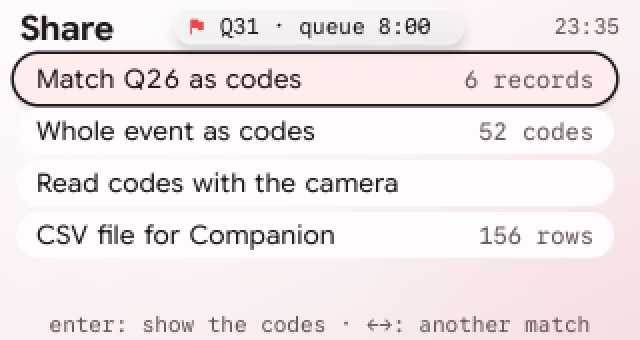 Share
Q31 · queue 8:00
23:35
Match Q26 as codes 6 records
Whole event as codes 52 codes
Read codes with the camera
CSV file for Companion 156 rows
enter: show the codes · ↔: another match